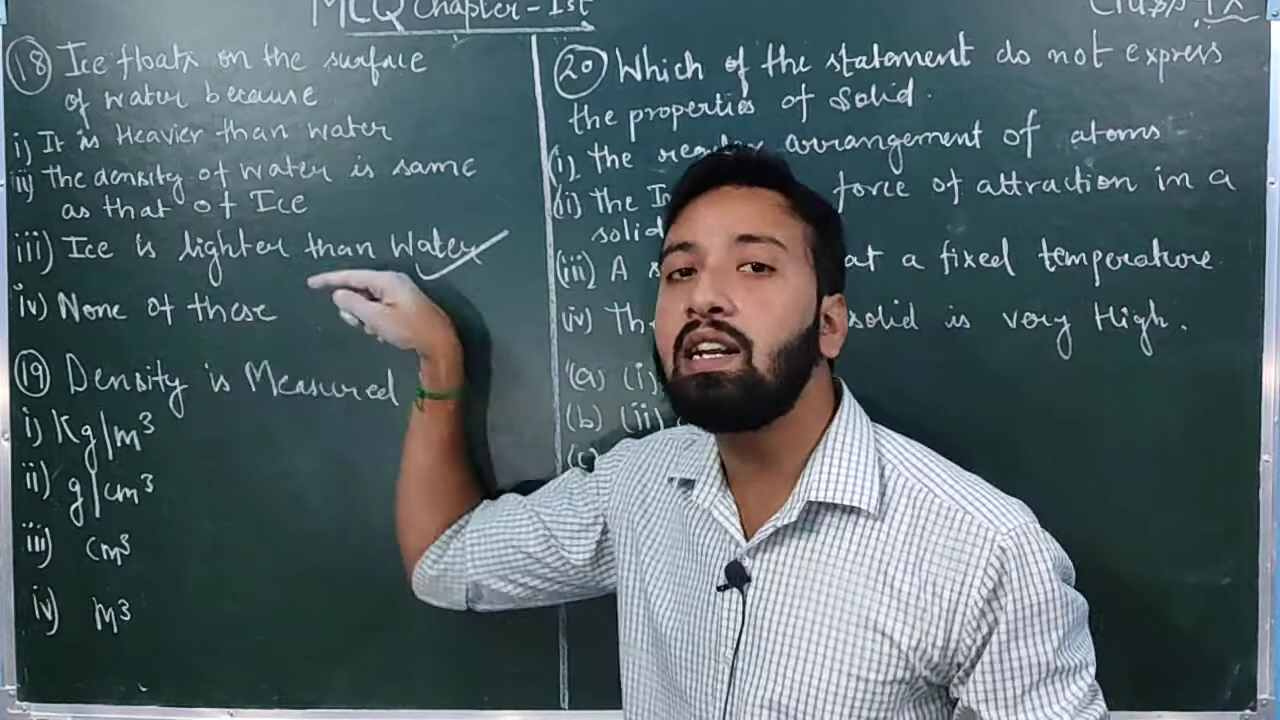 MCQ Chapter - Ist
Class IX
18 Ice floats on the surface
of water because
i) It is Heavier than water
ii) The density of water is same
as that of Ice
iii) Ice is lighter than Water
iv) None of these
19 Density is Measured
i) Kg/m³
ii) g/cm³
iii) Cm³
iv) M³
20 Which of the statement do not express
the properties of Solid.
(i) The arrangement of atoms
(ii) the force of attraction in a
solid
(iii) A at a fixed temperature
(iv) solid is very High.
(a) (i)
(b) (ii)
(c)